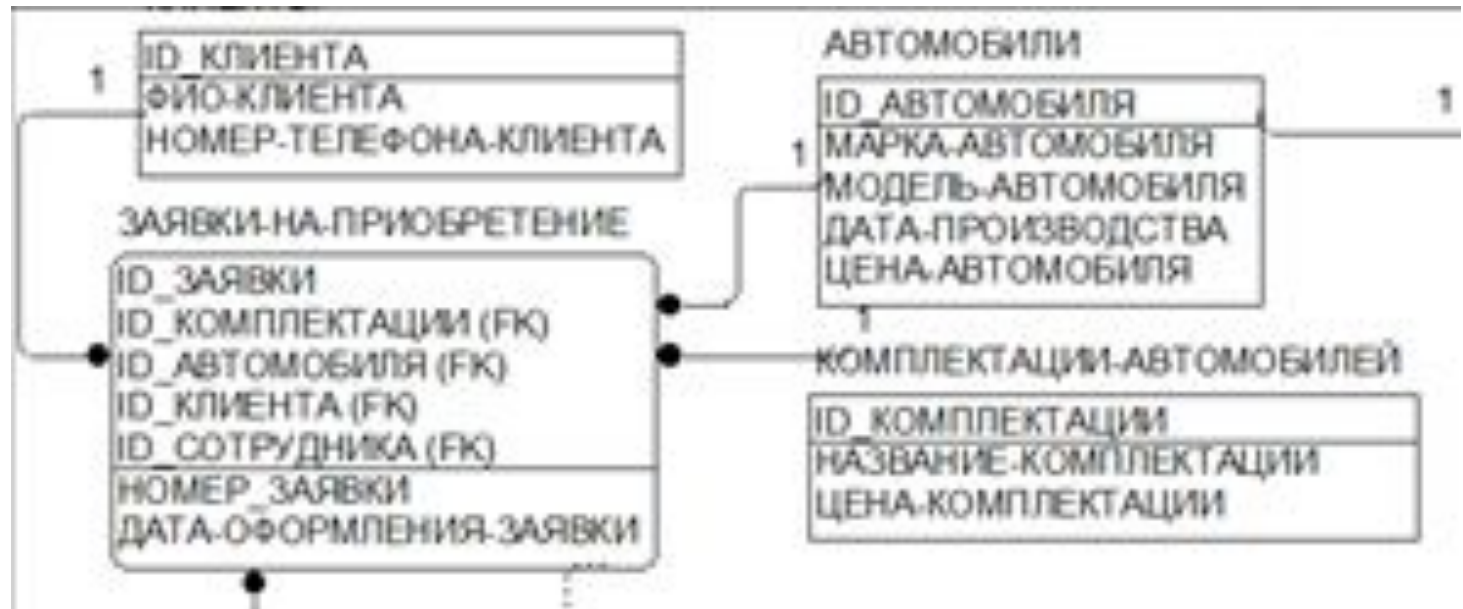 1
ID_КЛИЕНТА
ФИО-КЛИЕНТА
НОМЕР-ТЕЛЕФОНА-КЛИЕНТА
ЗАЯВКИ-НА-ПРИОБРЕТЕНИЕ
ID_ЗАЯВКИ
ID_КОМПЛЕКТАЦИИ (FK)
ID_АВТОМОБИЛЯ (FK)
ID_КЛИЕНТА (FK)
ID_СОТРУДНИКА (FK)
НОМЕР_ЗАЯВКИ
ДАТА-ОФОРМЛЕНИЯ-ЗАЯВКИ
АВТОМОБИЛИ
ID_АВТОМОБИЛЯ
1
МАРКА-АВТОМОБИЛЯ
1
МОДЕЛЬ-АВТОМОБИЛЯ
ДАТА-ПРОИЗВОДСТВА
ЦЕНА-АВТОМОБИЛЯ
1
КОМПЛЕКТАЦИИ-АВТОМОБИЛЕЙ
ID_КОМПЛЕКТАЦИИ
НАЗВАНИЕ-КОМПЛЕКТАЦИИ
ЦЕНА-КОМПЛЕКТАЦИИ